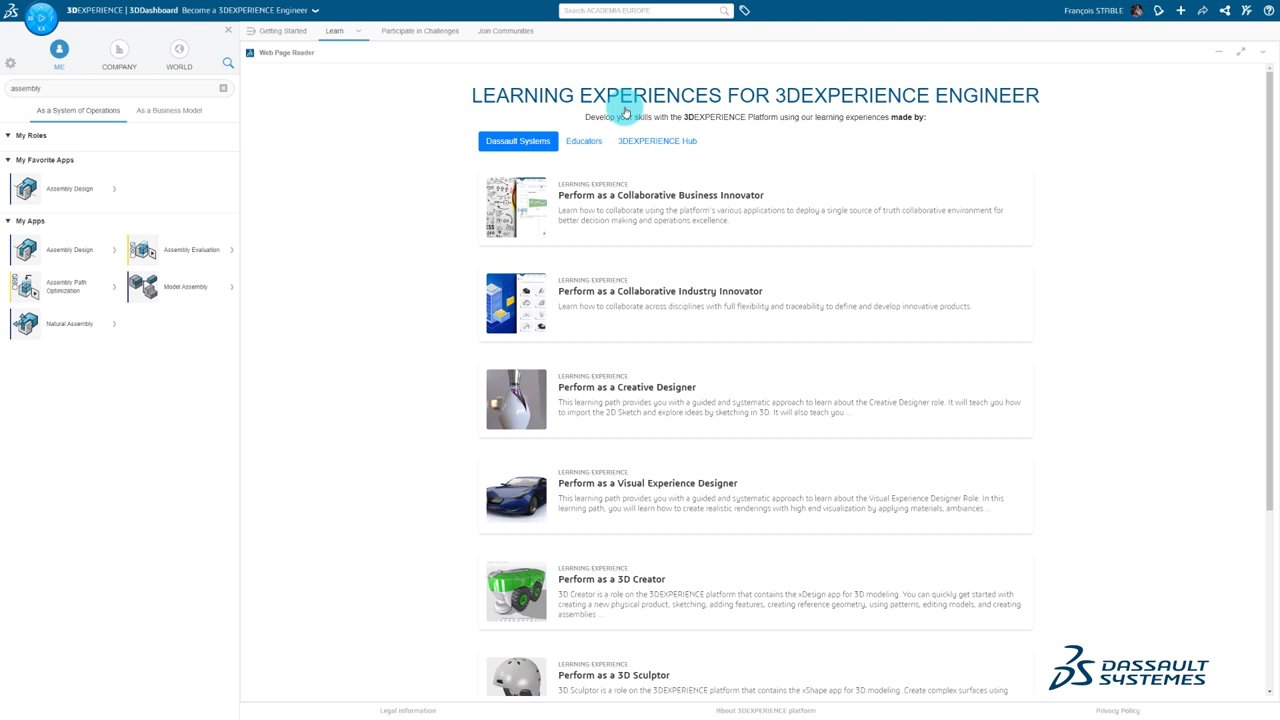 3DEXPERIENCE | 3DDashboard Become a 3DEXPERIENCE Engineer
Search ACADEMIA EUROPE
François STABLE
ME
COMPANY
WORLD
assembly
As a System of Operations
As a Business Model
My Roles
My Favorite Apps
Assembly Design
My Apps
Assembly Design
Assembly Evaluation
Assembly Path
Optimization
Model Assembly
Natural Assembly
Getting Started
Learn
Participate in Challenges
Join Communities
Web Page Reader
LEARNING EXPERIENCES FOR 3DEXPERIENCE ENGINEER
Develop your skills with the 3DEXPERIENCE Platform using our learning experiences made by:
Dassault Systems
Educators
3DEXPERIENCE Hub
LEARNING EXPERIENCE
Perform as a Collaborative Business Innovator
Learn how to collaborate using the platform's various applications to deploy a single source of truth collaborative environment for
better decision making and operations excellence.
LEARNING EXPERIENCE
Perform as a Collaborative Industry Innovator
Learn how to collaborate across disciplines with full flexibility and traceability to define and develop innovative products.
LEARNING EXPERIENCE
Perform as a Creative Designer
This learning path provides you with a guided and systematic approach to learn about the Creative Designer role. It will teach you how
to import the 2D Sketch and explore ideas by sketching in 3D. It will also teach you ...
LEARNING EXPERIENCE
Perform as a Visual Experience Designer
This learning path provides you with a guided and systematic approach to learn about the Visual Experience Designer Role. In this
learning path, you will learn how to create realistic renderings with high end visualization by applying materials, ambiances ...
LEARNING EXPERIENCE
Perform as a 3D Creator
3D Creator is a role on the 3DEXPERIENCE platform that contains the xDesign app for 3D modeling. You can quickly get started with
creating a new physical product, sketching, adding features, creating reference geometry, using patterns, editing models, and creating
assemblies ...
LEARNING EXPERIENCE
Perform as a 3D Sculptor
3D Sculptor is a role on the 3DEXPERIENCE platform that contains the xShape app for 3D modeling. Create complex surfaces using
DASSAULT
SYSTEMES
Legal Information
About 3DEXPERIENCE platform
Privacy Policy